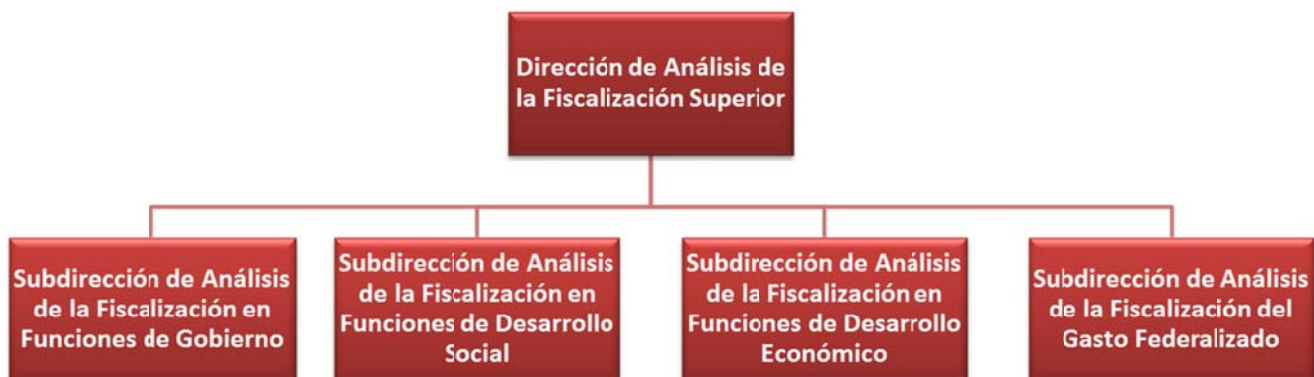 Dirección de Análisis de
la Fiscalización Superior
Subdirección de Análisis
de la Fiscalización en
Funciones de Gobierno
Subdirección de Análisis
de la Fiscalización en
Funciones de Desarrollo
Social
Subdirección de Análisis
de la Fiscalización en
Funciones de Desarrollo
Económico
Subdirección de Análisis
de la Fiscalización del
Gasto Federalizado